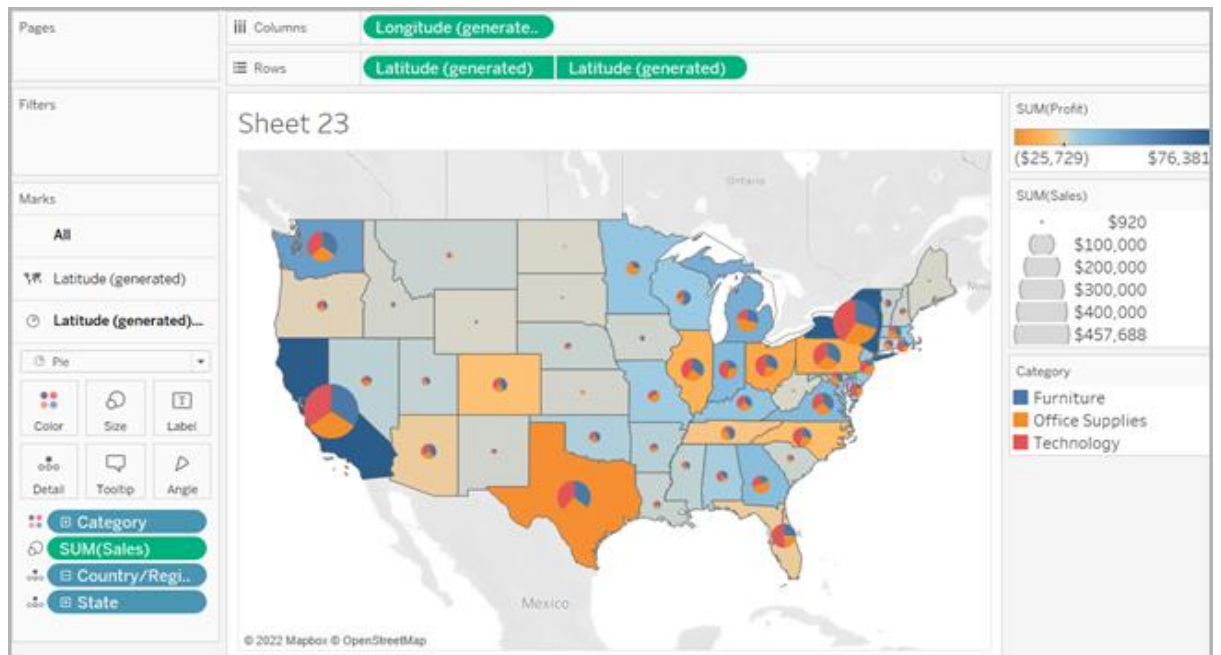 Pages
Columns
Longitude (generate..
Rows
Latitude (generated)
Latitude (generated)
Filters
Sheet 23
Marks
All
Latitude (generated)
Latitude (generated)...
Pie
Color
Size
Label
Detail
Tooltip
Angle
Category
SUM(Sales)
Country/Regi..
State
Ontario
Mexico
© 2022 Mapbox © OpenStreetMap
SUM(Profit)
($25,729) $76,381
SUM(Sales)
$920
$100,000
$200,000
$300,000
$400,000
$457,688
Category
Furniture
Office Supplies
Technology